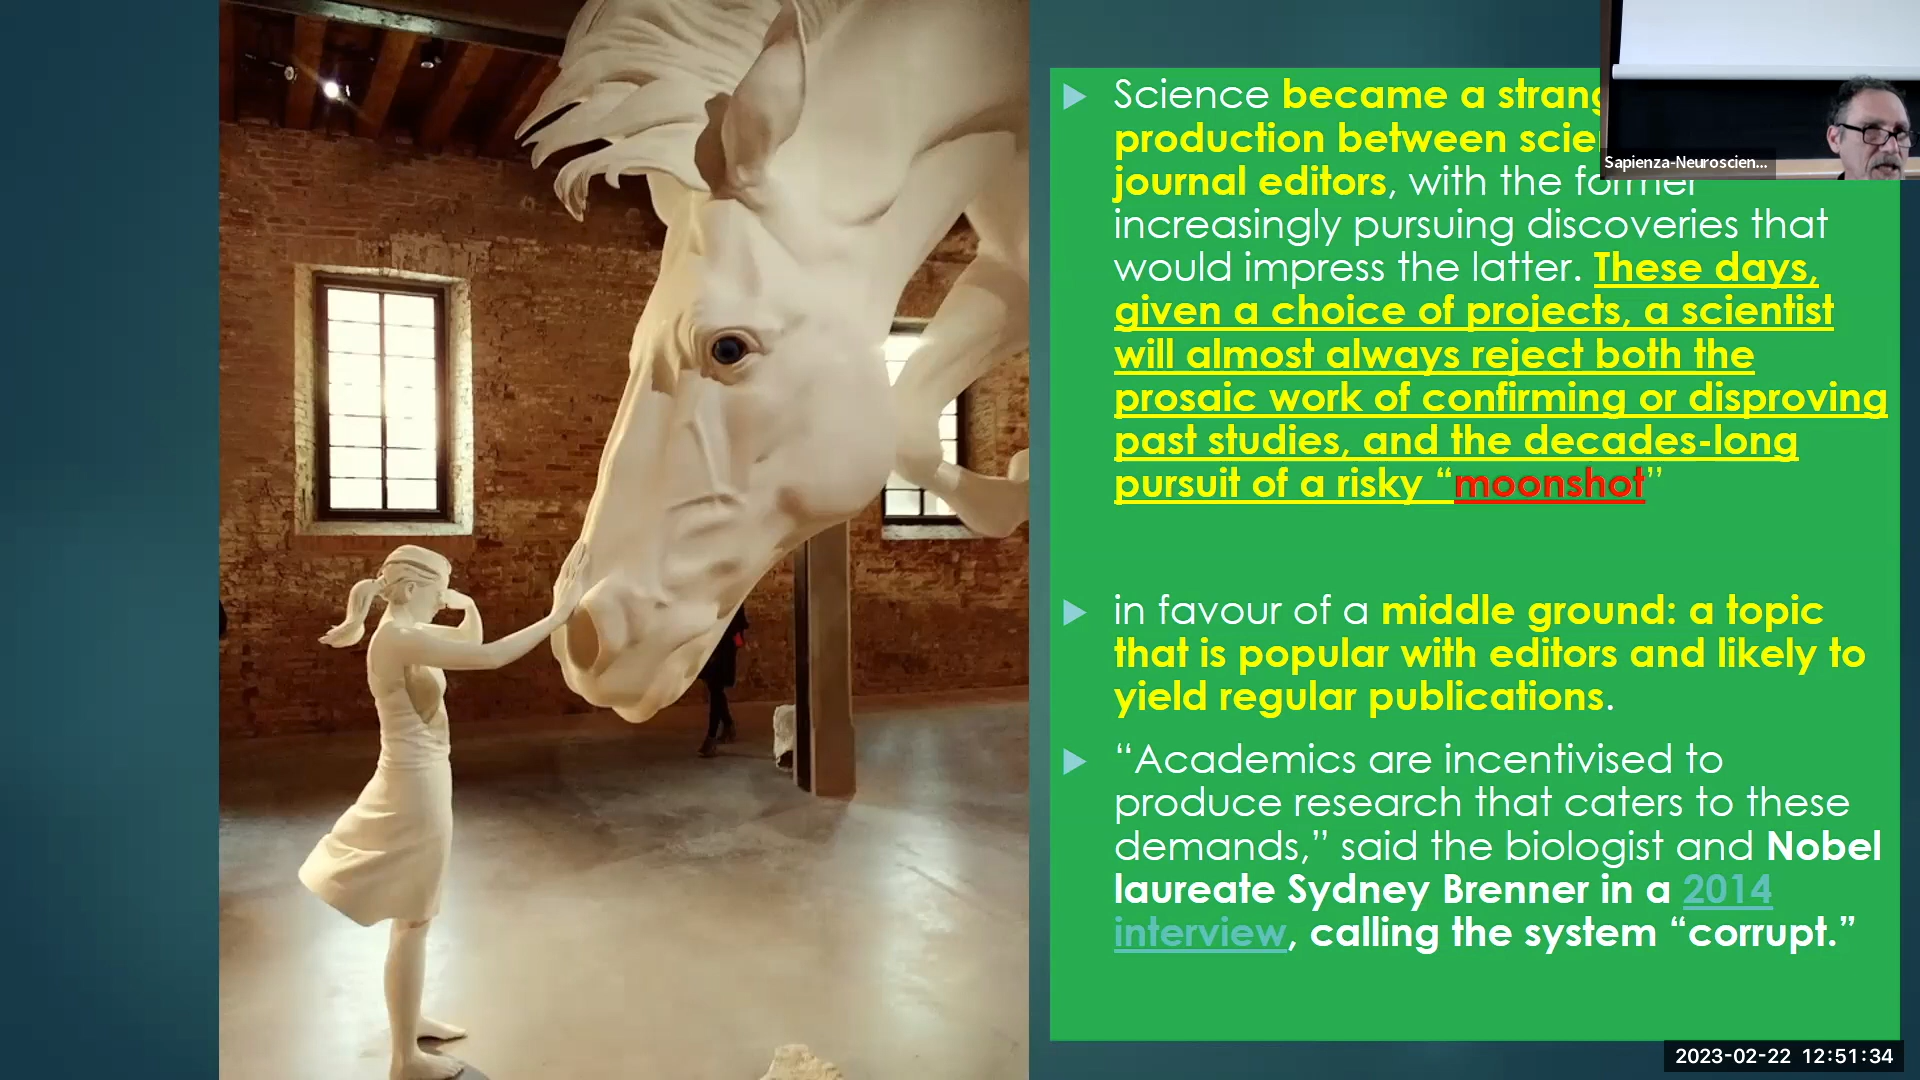 Science became a strang
production between scie
journal editors, with the former
increasingly pursuing discoveries that
would impress the latter. These days,
given a choice of projects, a scientist
will almost always reject both the
prosaic work of confirming or disproving
past studies, and the decades-long
pursuit of a risky “moonshot”
in favour of a middle ground: a topic
that is popular with editors and likely to
yield regular publications.
“Academics are incentivised to
produce research that caters to these
demands,” said the biologist and Nobel
laureate Sydney Brenner in a 2014
interview, calling the system “corrupt.”
Sapienza-Neuroscien...
2023-02-22 12:51:34